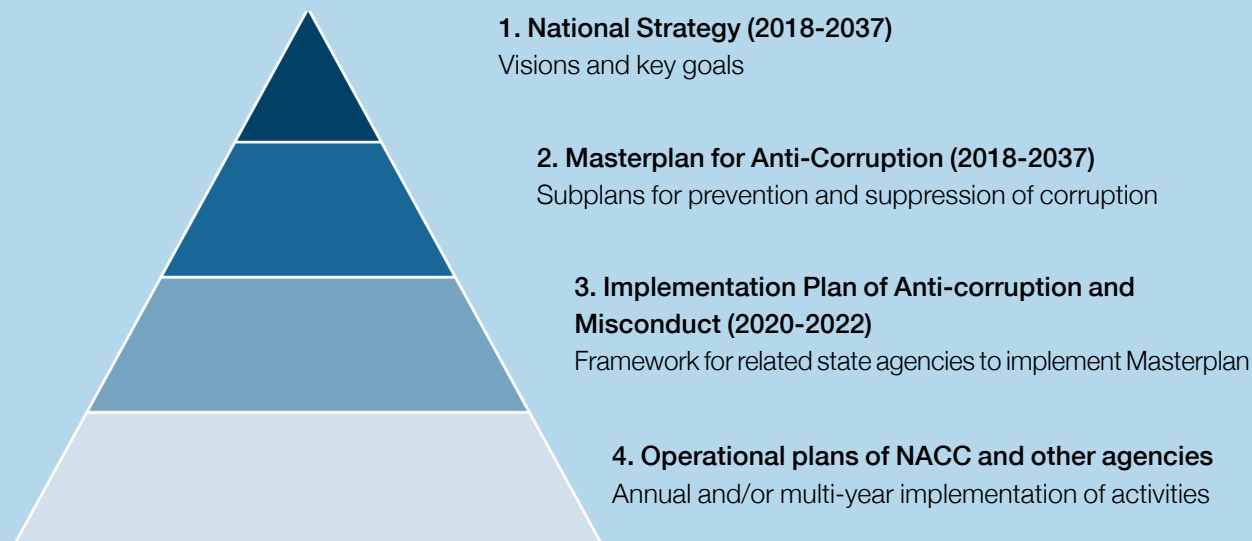 1. National Strategy (2018-2037)
Visions and key goals
2. Masterplan for Anti-Corruption (2018-2037)
Subplans for prevention and suppression of corruption
3. Implementation Plan of Anti-corruption and
Misconduct (2020-2022)
Framework for related state agencies to implement Masterplan
4. Operational plans of NACC and other agencies
Annual and/or multi-year implementation of activities